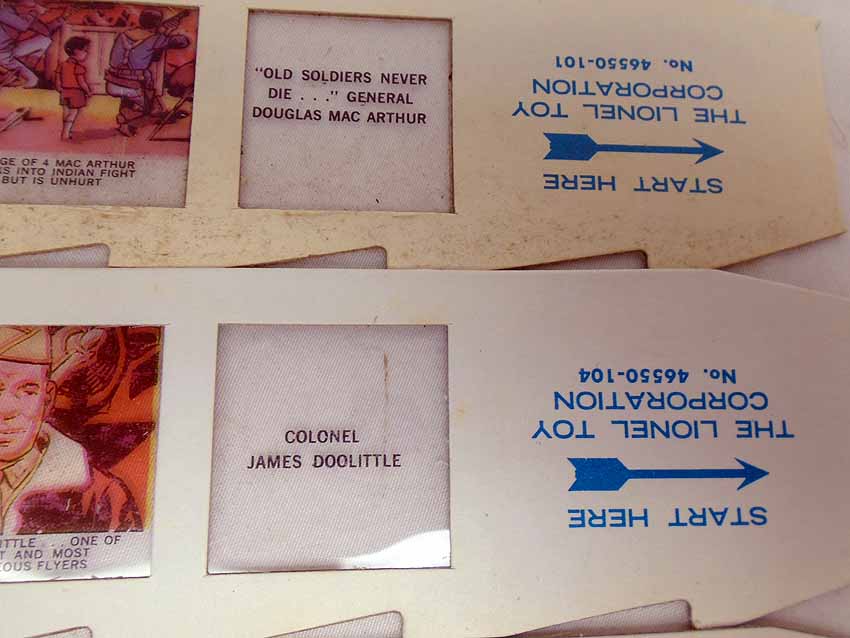 "OLD SOLDIERS NEVER
DIE . . ." GENERAL
DOUGLAS MAC ARTHUR
GE OF 4 MAC ARTHUR
S INTO INDIAN FIGHT
BUT IS UNHURT
START HERE
THE LIONEL TOY
CORPORATION
No. 46550-101
COLONEL
JAMES DOOLITTLE
ITTLE . . . ONE OF
T AND MOST
OUS FLYERS
START HERE
THE LIONEL TOY
CORPORATION
No. 46550-104